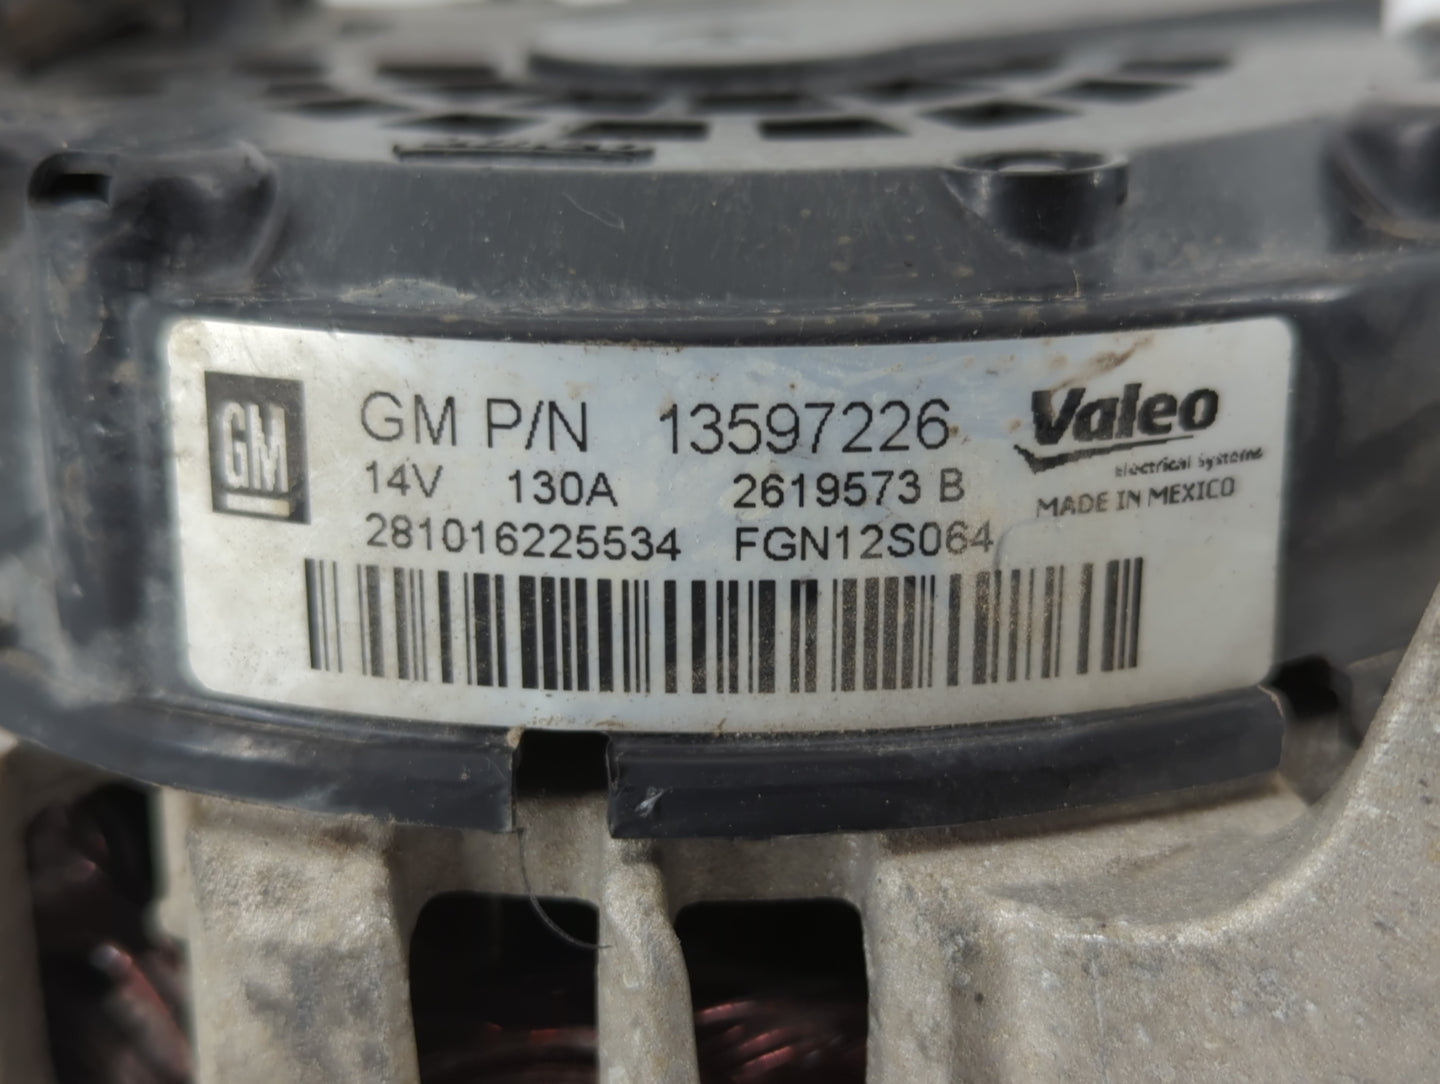 GM
GM P/N 13597226
14V 130A 2619573 B
281016225534 FGN12S064
Valeo
Electrical Systems
MADE IN MEXICO